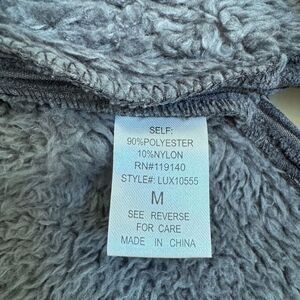 SELF:
90%POLYESTER
10%NYLON
RN#119140
STYLE#: LUX10555
M
SEE REVERSE
FOR CARE
MADE IN CHINA